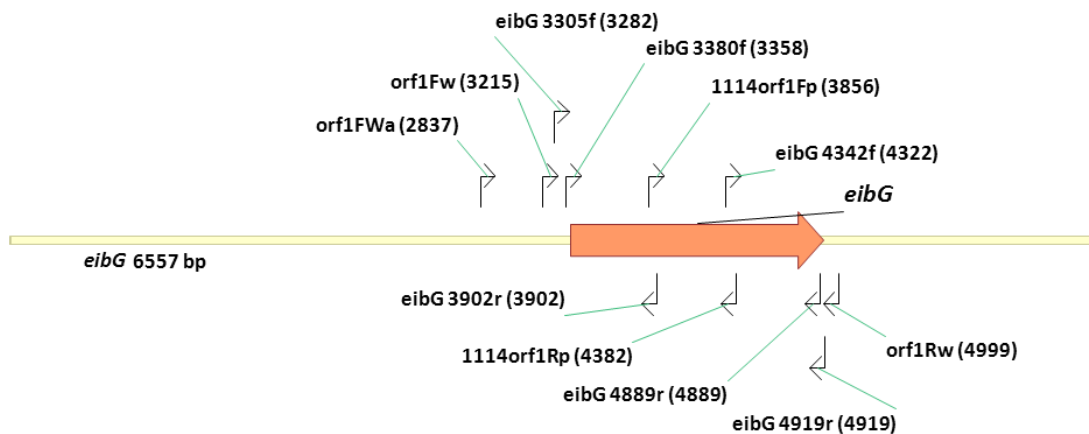 eibG 3305f (3282)
eibG 3380f (3358)
orf1Fw (3215)
1114orf1Fp (3856)
orf1FWa (2837)
eibG 4342f (4322)
eibG
eibG 6557 bp
eibG 3902r (3902)
1114orf1Rp (4382)
orf1Rw (4999)
eibG 4889r (4889)
eibG 4919r (4919)